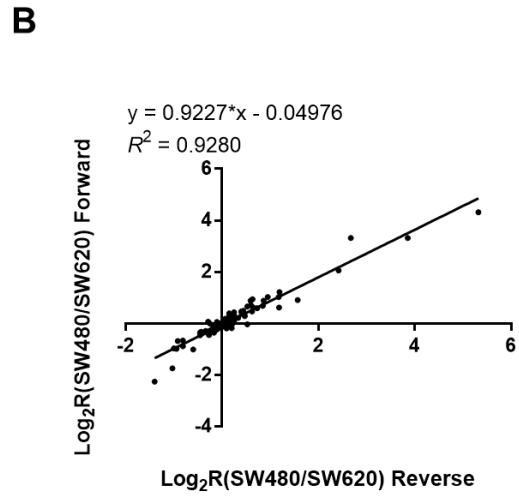 B
y = 0.9227*x - 0.04976
R² = 0.9280
Log₂R(SW480/SW620) Forward
6
4
2
-2
2
4
6
-2
-4
Log₂R(SW480/SW620) Reverse